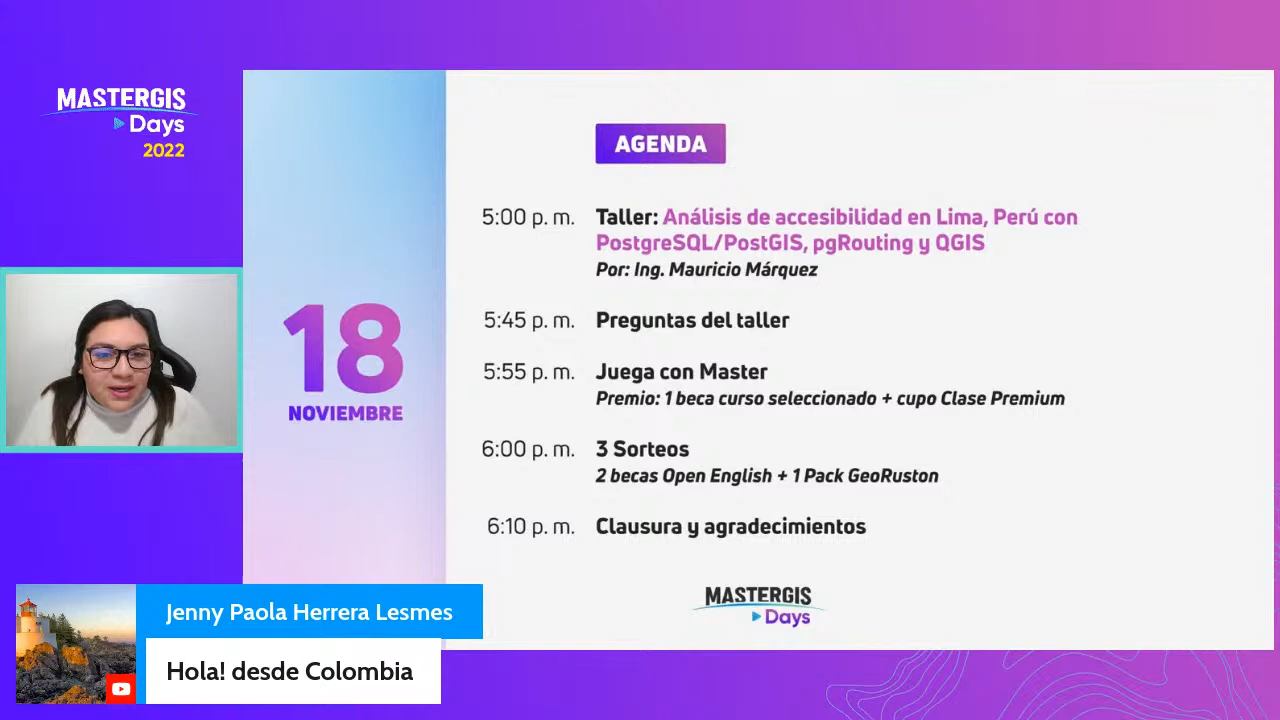 MASTERGIS
Days
2022
18
NOVIEMBRE
AGENDA
5:00 p. m. Taller: Análisis de accesibilidad en Lima, Perú con
PostgreSQL/PostGIS, pgRouting y QGIS
Por: Ing. Mauricio Márquez
5:45 p. m. Preguntas del taller
5:55 p. m. Juega con Master
Premio: 1 beca curso seleccionado + cupo Clase Premium
6:00 p. m. 3 Sorteos
2 becas Open English + 1 Pack GeoRuston
6:10 p. m. Clausura y agradecimientos
MASTERGIS
Days
Jenny Paola Herrera Lesmes
Hola! desde Colombia